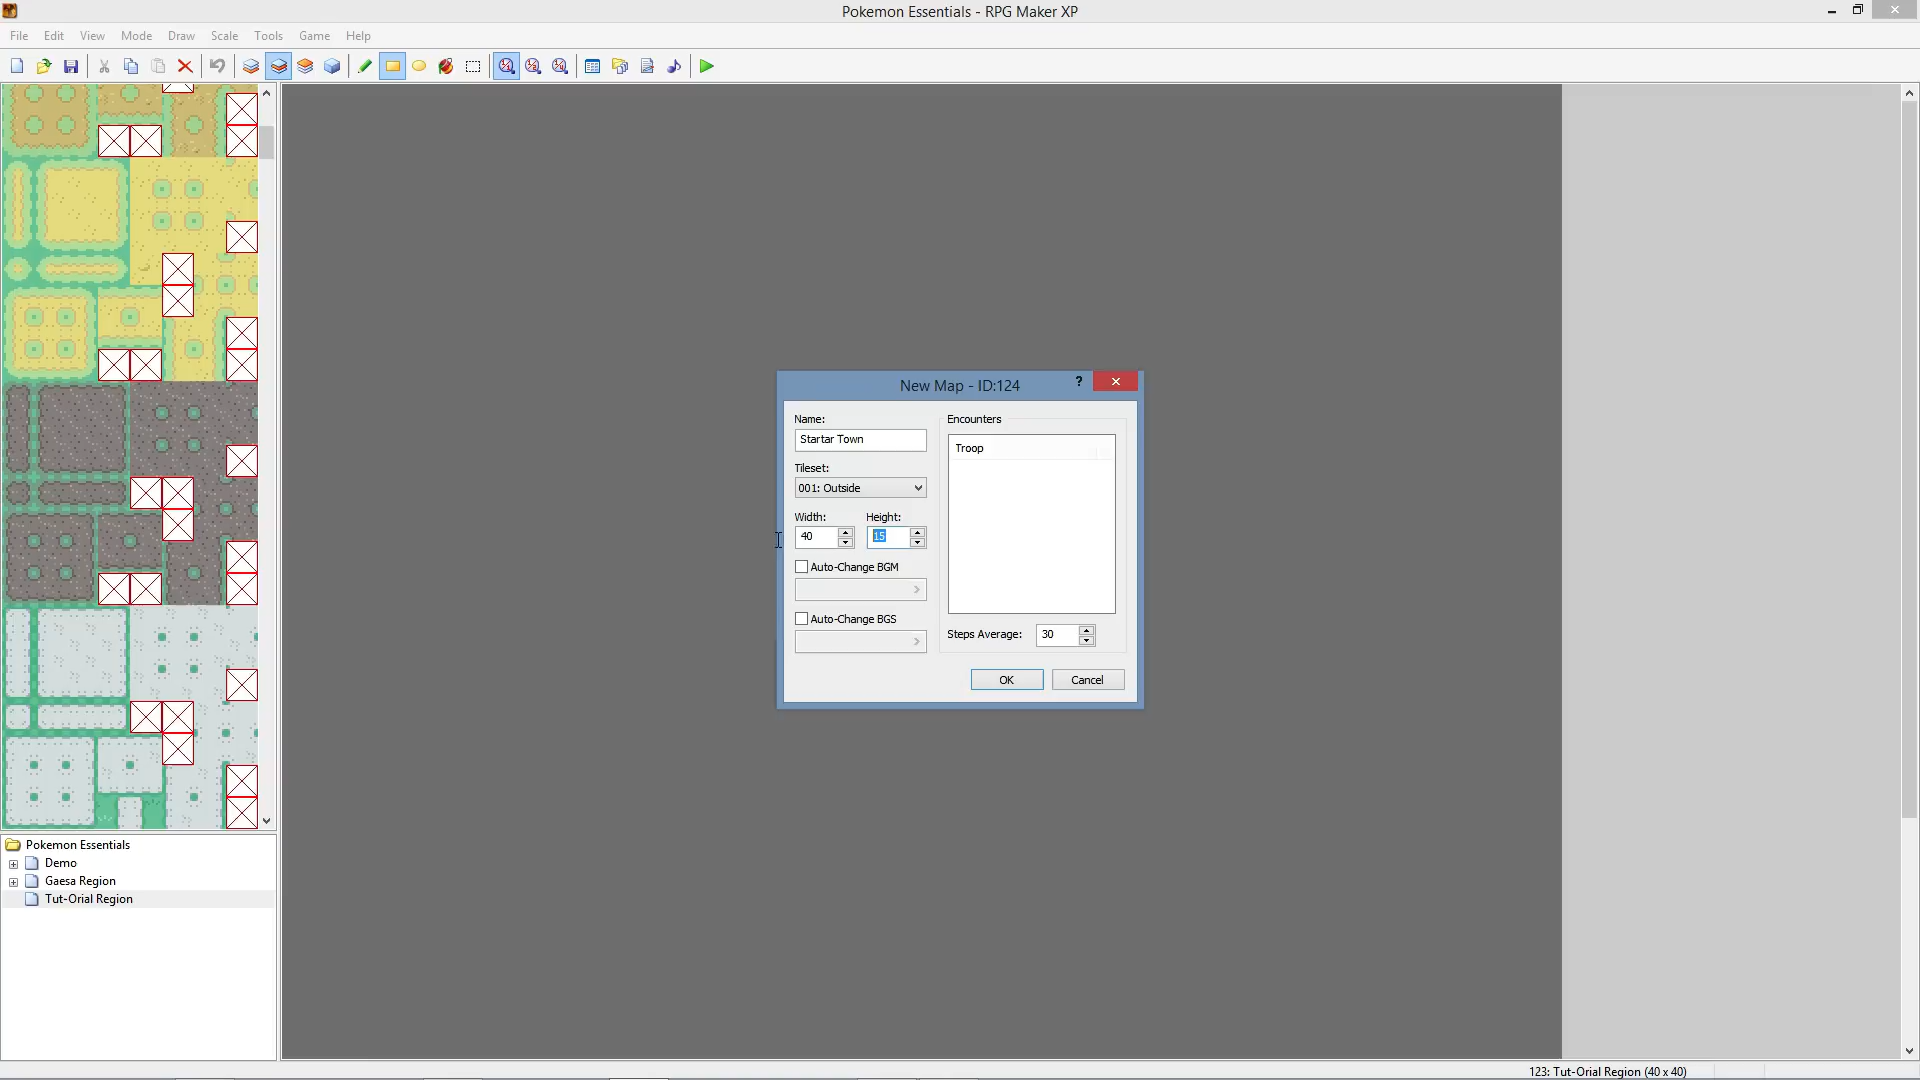 Pokemon Essentials - RPG Maker XP
File Edit View Mode Draw Scale Tools Game Help
New Map - ID:124
?
Name:
Startar Town
Tileset:
001: Outside
Width: Height:
40 15
Auto-Change BGM
Auto-Change BGS
Encounters
Troop
Steps Average: 30
OK Cancel
Pokemon Essentials
Demo
Gaesa Region
Tut-Orial Region
123: Tut-Orial Region (40 x 40)